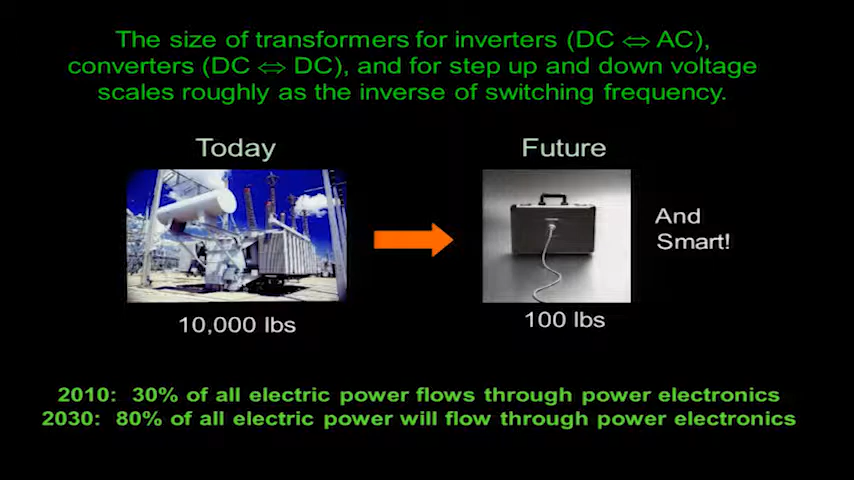 The size of transformers for inverters (DC ⇔ AC),
converters (DC ⇔ DC), and for step up and down voltage
scales roughly as the inverse of switching frequency.
Today
Future
And
Smart!
10,000 lbs
100 lbs
2010: 30% of all electric power flows through power electronics
2030: 80% of all electric power will flow through power electronics